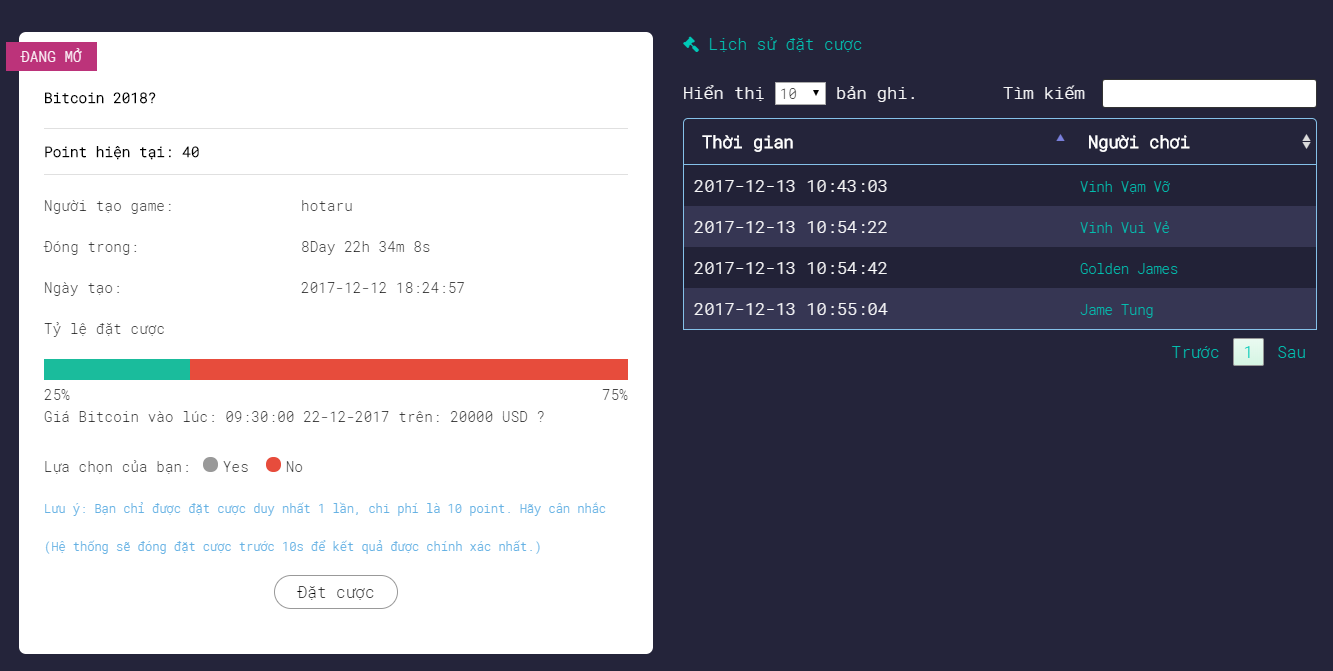 ĐANG MỞ
Bitcoin 2018?
Point hiện tại: 40
Người tạo game: hotaru
Đóng trong: 8Day 22h 34m 8s
Ngày tạo: 2017-12-12 18:24:57
Tỷ lệ đặt cược
25% 75%
Giá Bitcoin vào lúc: 09:30:00 22-12-2017 trên: 20000 USD ?
Lựa chọn của bạn: Yes No
Lưu ý: Bạn chỉ được đặt cược duy nhất 1 lần, chi phí là 10 point. Hãy cân nhắc
(Hệ thống sẽ đóng đặt cược trước 10s để kết quả được chính xác nhất.)
Đặt cược
Lịch sử đặt cược
Hiển thị 10 bản ghi. Tìm kiếm
Thời gian Người chơi
2017-12-13 10:43:03 Vinh Vạm Vỡ
2017-12-13 10:54:22 Vinh Vui Vẻ
2017-12-13 10:54:42 Golden James
2017-12-13 10:55:04 Jame Tung
Trước 1 Sau